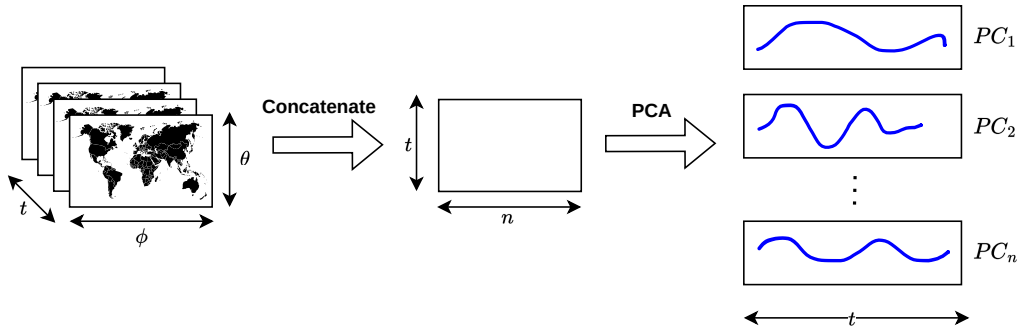 Concatenate
PCA
t
θ
ϕ
t
n
PC₁
PC₂
⋮
PCₙ
t